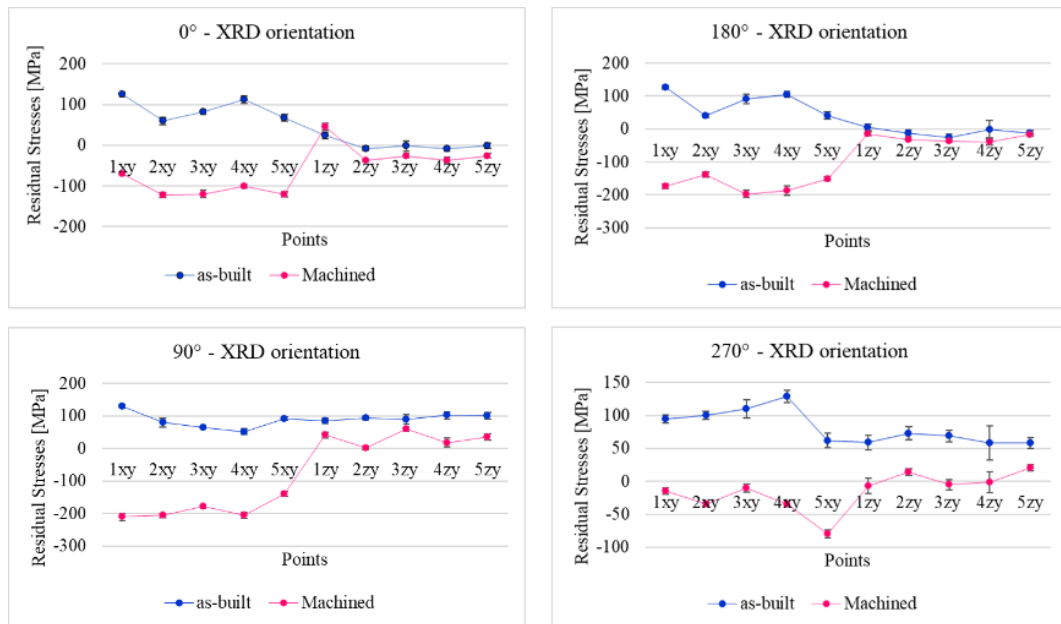 0° - XRD orientation
Residual Stresses [MPa]
200
100
0
-100
-200
1xy 2xy 3xy 4xy 5xy 1zy 2zy 3zy 4zy 5zy
Points
as-built Machined
180° - XRD orientation
Residual Stresses [MPa]
200
100
0
-100
-200
-300
1xy 2xy 3xy 4xy 5xy 1zy 2zy 3zy 4zy 5zy
Points
as-built Machined
90° - XRD orientation
Residual Stresses [MPa]
200
100
0
-100
-200
-300
1xy 2xy 3xy 4xy 5xy 1zy 2zy 3zy 4zy 5zy
Points
as-built Machined
270° - XRD orientation
Residual Stresses [MPa]
150
100
50
0
-50
-100
1xy 2xy 3xy 4xy 5xy 1zy 2zy 3zy 4zy 5zy
Points
as-built Machined